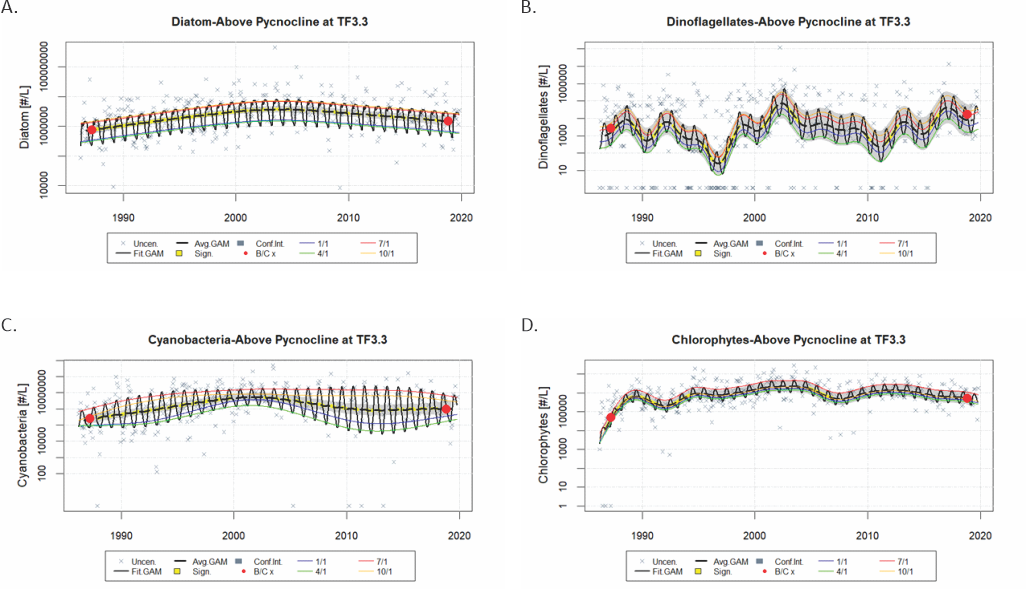 A.
Diatom-Above Pycnocline at TF3.3
Diatom [#/L]
10000
1000000
100000000
1990 2000 2010 2020
Uncen. Avg.GAM Conf.Int. 1/1 7/1
Fit.GAM Sign. B/C x 4/1 10/1
B.
Dinoflagellates-Above Pycnocline at TF3.3
Dinoflagellates [#/L]
10
1000
100000
1990 2000 2010 2020
Uncen. Avg.GAM Conf.Int. 1/1 7/1
Fit.GAM Sign. B/C x 4/1 10/1
C.
Cyanobacteria-Above Pycnocline at TF3.3
Cyanobacteria [#/L]
100
10000
1000000
1990 2000 2010 2020
Uncen. Avg.GAM Conf.Int. 1/1 7/1
Fit.GAM Sign. B/C x 4/1 10/1
D.
Chlorophytes-Above Pycnocline at TF3.3
Chlorophytes [#/L]
1
10
1000
100000
1990 2000 2010 2020
Uncen. Avg.GAM Conf.Int. 1/1 7/1
Fit.GAM Sign. B/C x 4/1 10/1